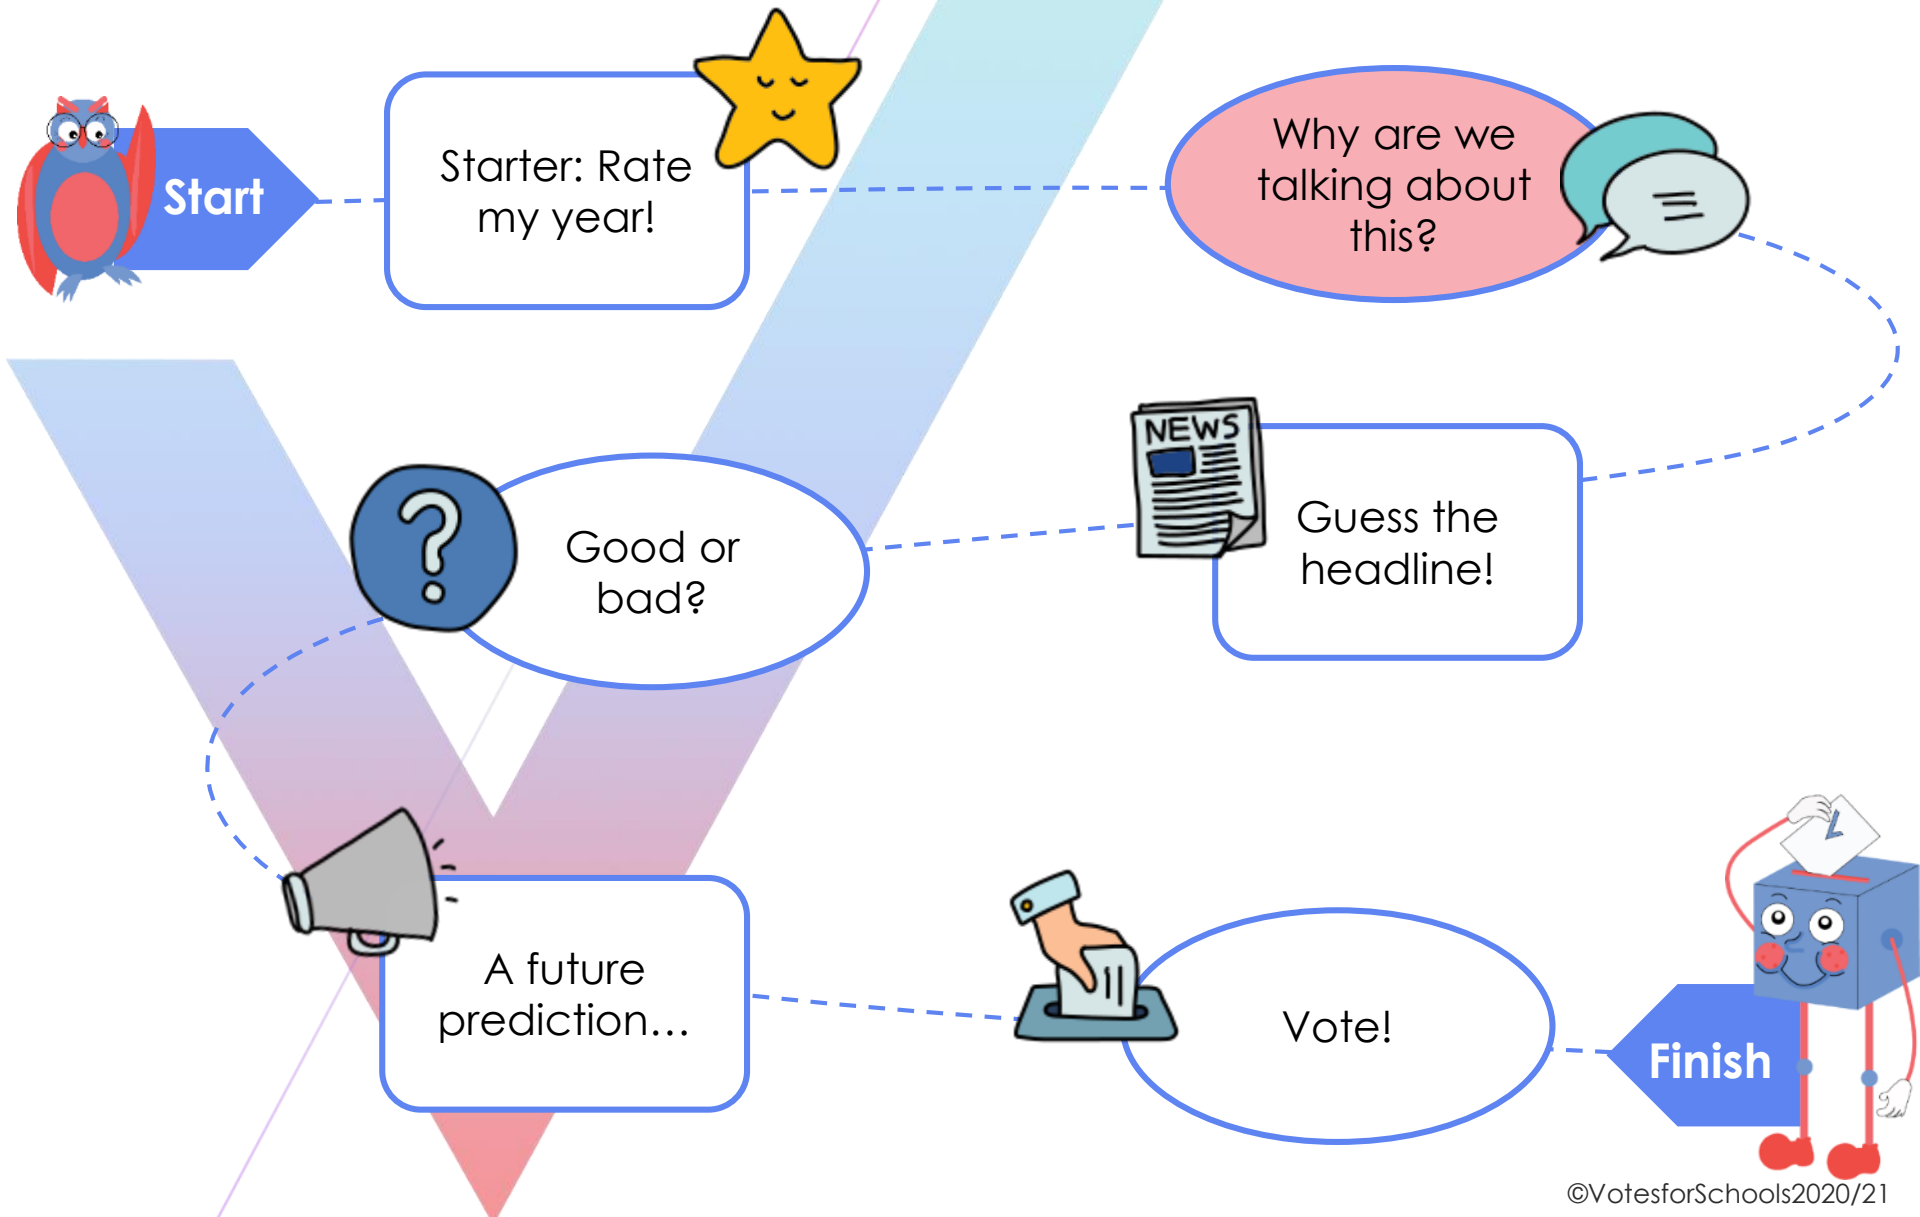 Start
Starter: Rate
my year!
Why are we
talking about
this?
NEWS
Guess the
headline!
Good or
bad?
A future
prediction…
Vote!
Finish
©VotesforSchools2020/21